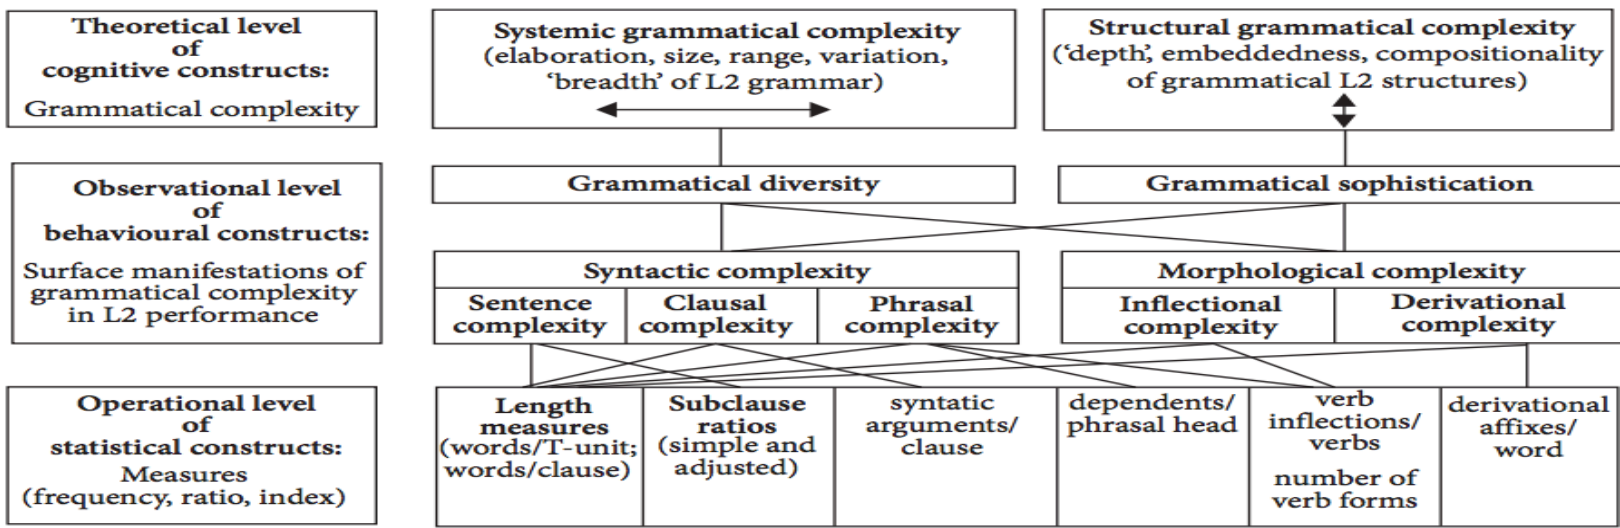 Theoretical level
of
cognitive constructs:
Grammatical complexity
Systemic grammatical complexity
(elaboration, size, range, variation,
‘breadth’ of L2 grammar)
Structural grammatical complexity
(‘depth’, embeddedness, compositionality
of grammatical L2 structures)
Observational level
of
behavioural constructs:
Surface manifestations of
grammatical complexity
in L2 performance
Grammatical diversity
Grammatical sophistication
Syntactic complexity
Morphological complexity
Sentence
complexity
Clausal
complexity
Phrasal
complexity
Inflectional
complexity
Derivational
complexity
Operational level
of
statistical constructs:
Measures
(frequency, ratio, index)
Length
measures
(words/T-unit;
words/clause)
Subclause
ratios
(simple and
adjusted)
syntatic
arguments/
clause
dependents/
phrasal head
verb
inflections/
verbs
number of
verb forms
derivational
affixes/
word